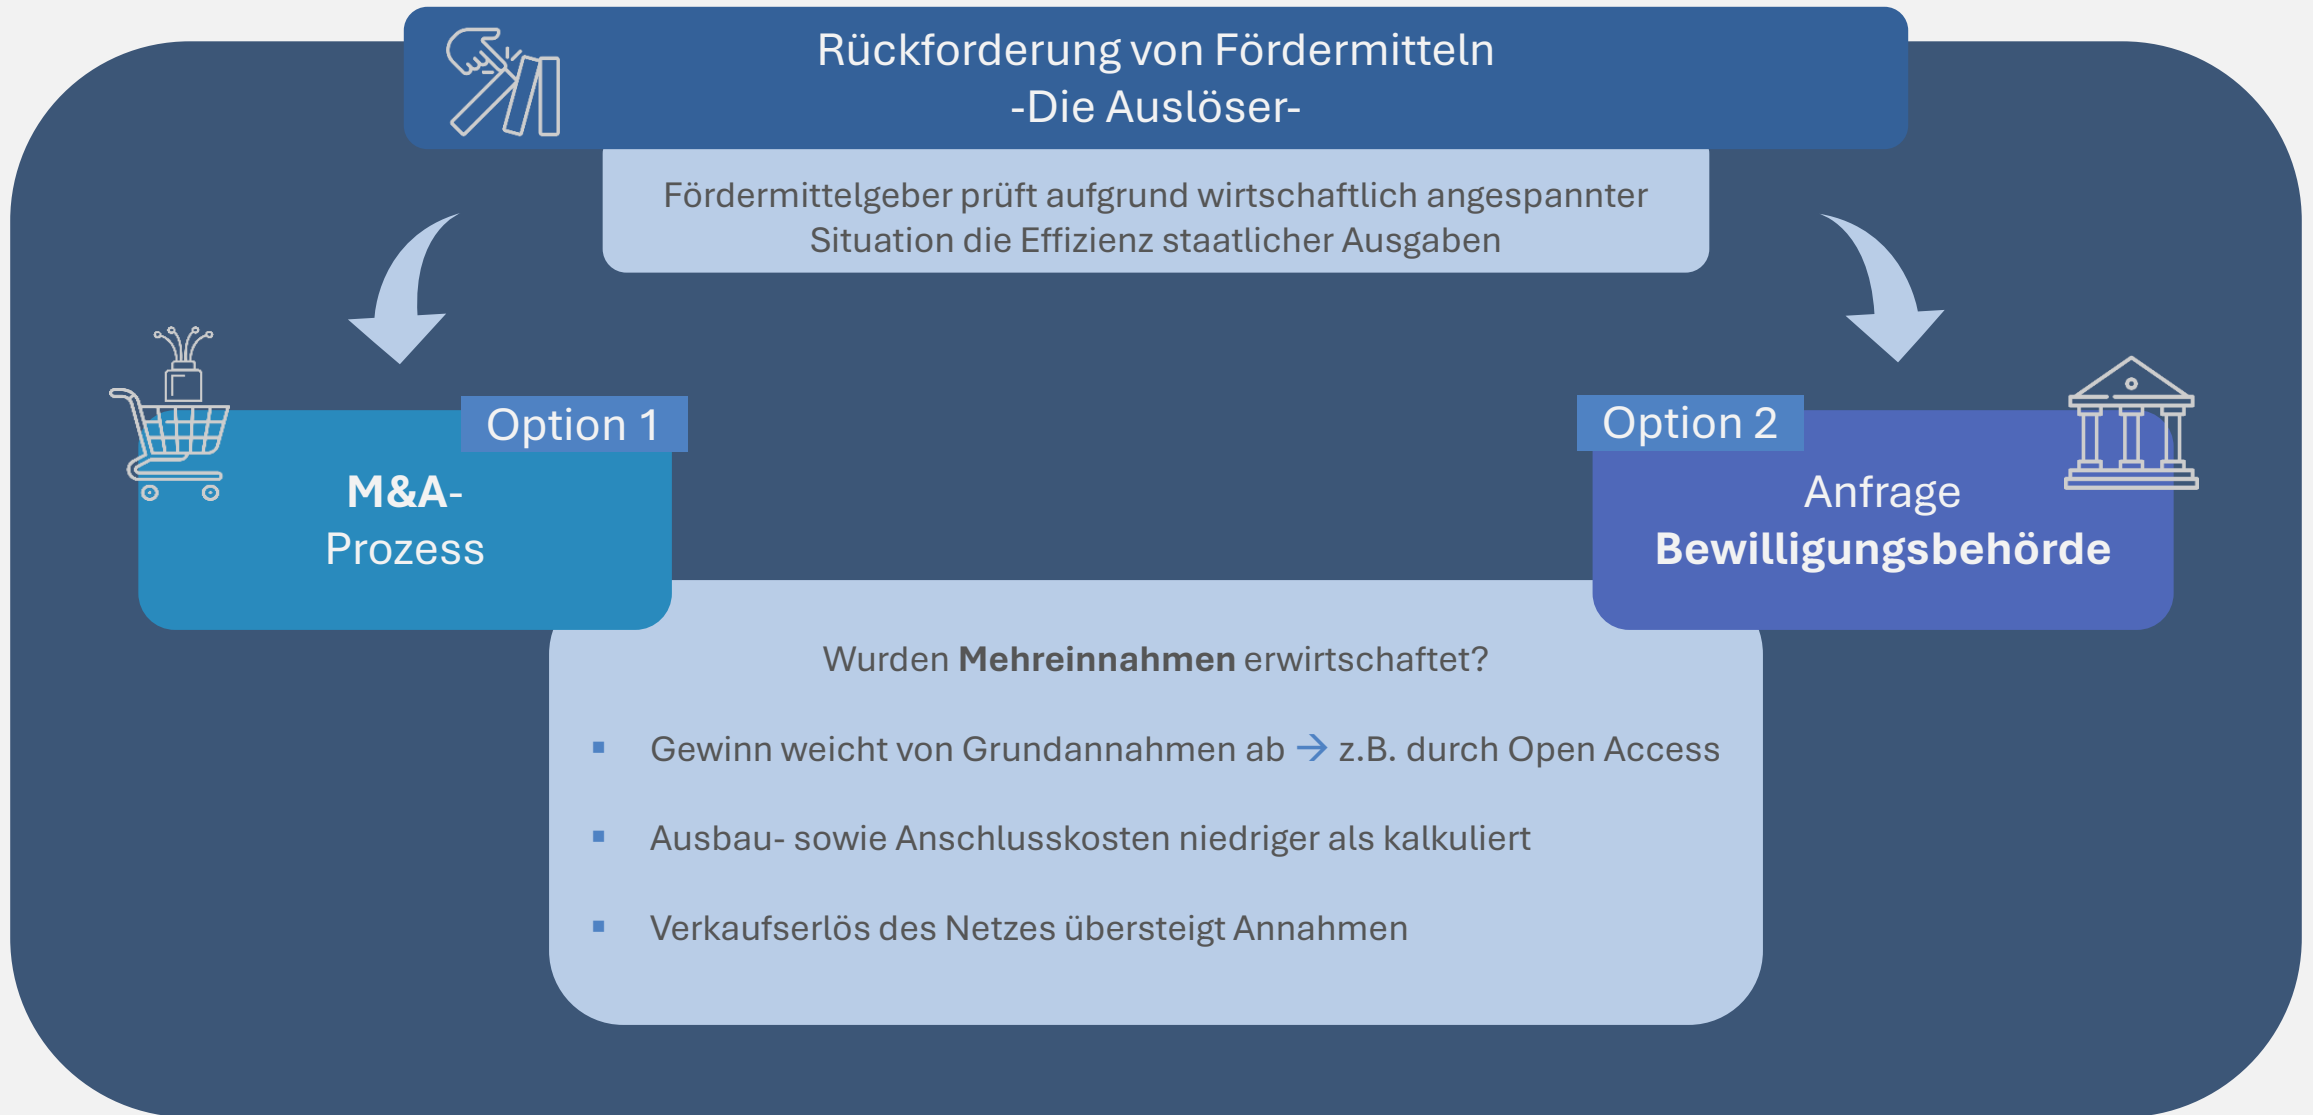 Rückforderung von Fördermitteln
-Die Auslöser-
Fördermittelgeber prüft aufgrund wirtschaftlich angespannter
Situation die Effizienz staatlicher Ausgaben
Option 1
M&A-
Prozess
Option 2
Anfrage
Bewilligungsbehörde
Wurden Mehreinnahmen erwirtschaftet?
▪ Gewinn weicht von Grundannahmen ab → z.B. durch Open Access
▪ Ausbau- sowie Anschlusskosten niedriger als kalkuliert
▪ Verkaufserlös des Netzes übersteigt Annahmen